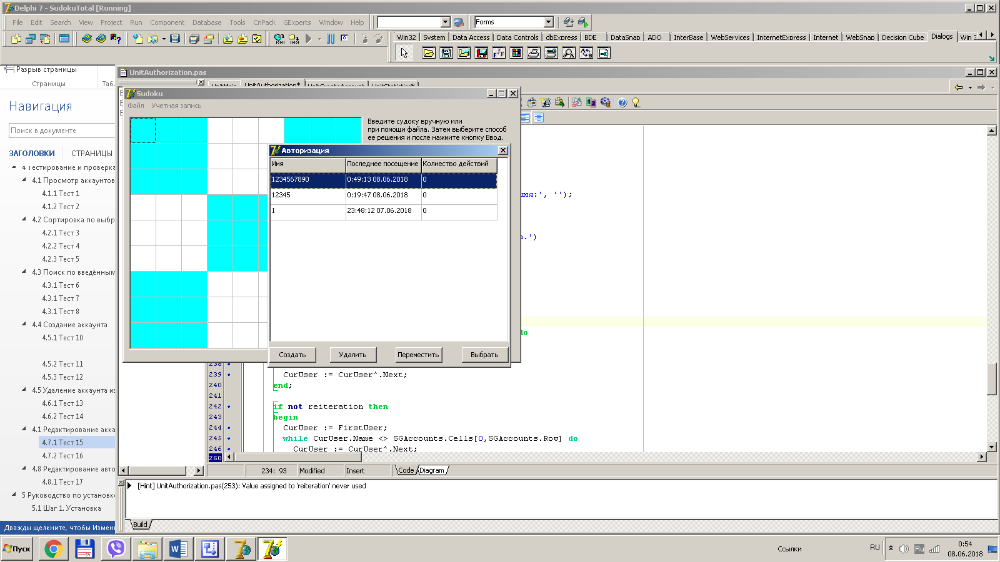 Delphi 7 - SudokuTotal [Running]
File Edit Search View Project Run Component Database Tools CnPack GExperts Window Help
Forms
Win32 System Data Access Data Controls dbExpress BDE DataSnap ADO InterBase WebServices InternetExpress Internet WebSnap Decision Cube Dialogs Win 3
Разрыв страницы
Страницы
Таб
Навигация
Поиск в документе
ЗАГОЛОВКИ СТРАНИЦЫ
4 Тестирование и проверка
4.1 Просмотр аккаунтов
4.1.1 Тест 1
4.1.2 Тест 2
4.2 Сортировка по выбр
4.2.1 Тест 3
4.2.2 Тест 4
4.2.3 Тест 5
4.3 Поиск по введённым
4.3.1 Тест 6
4.3.1 Тест 7
4.3.1 Тест 8
4.4 Создание аккаунта
4.5.1 Тест 10
4.5.2 Тест 11
4.5.3 Тест 12
4.5 Удаление аккаунта из
4.6.1 Тест 13
4.6.2 Тест 14
4.1 Редактирование акка
4.7.1 Тест 15
4.7.2 Тест 16
4.8 Редактирование авто
4.8.1 Тест 17
5 Руководство по установке
5.1 Шаг 1. Установка
Дважды щелкните, чтобы Измени
UnitAuthorization.pas
UnitMain UnitAuthorization* UnitCreateAccount UnitStatistics*
Sudoku
Файл Учетная запись
Введите судоку вручную или
при помощи файла. Затем выберите способ
ее решения и после нажмите кнопку Ввод.
Авторизация
Имя Последнее посещение Колиество действий
1234567890 0:49:13 08.06.2018 0
12345 0:19:47 08.06.2018 0
1 23:48:12 07.06.2018 0
Создать Удалить Переместить Выбрать
имя:', '');
а.')
do
238
239 CurUser := CurUser^.Next;
240 end;
241
242 if not reiteration then
243 begin
244 CurUser := FirstUser;
245 while CurUser.Name <> SGAccounts.Cells[0,SGAccounts.Row] do
246 CurUser := CurUser^.Next;
260
234: 93 Modified Insert Code Diagram
[Hint] UnitAuthorization.pas(253): Value assigned to 'reiteration' never used
Build
Пуск
64
Ссылки
RU
Ru
0:54
08.06.2018